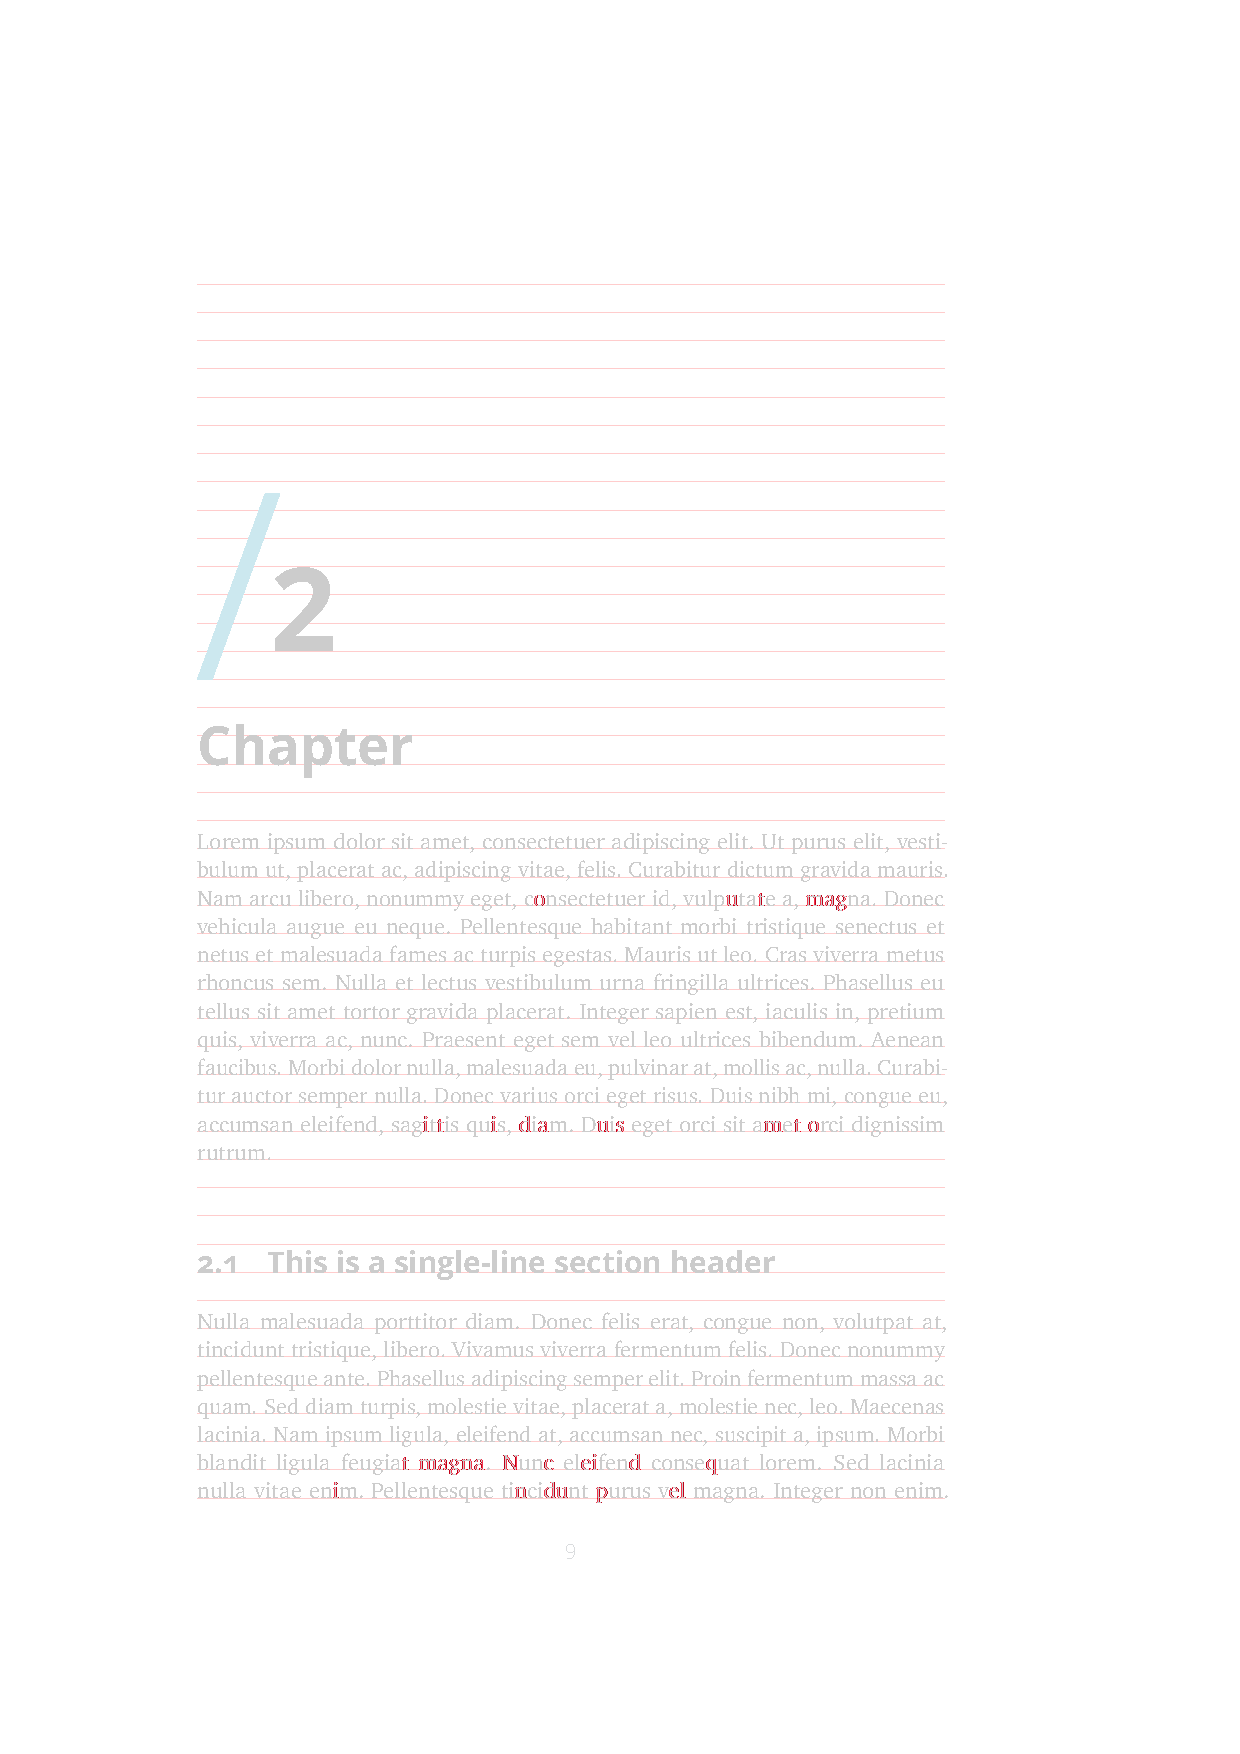 /2
Chapter
Lorem ipsum dolor sit amet, consectetuer adipiscing elit. Ut purus elit, vesti-
bulum ut, placerat ac, adipiscing vitae, felis. Curabitur dictum gravida mauris.
Nam arcu libero, nonummy eget, consectetuer id, vulputate a, magna. Donec
vehicula augue eu neque. Pellentesque habitant morbi tristique senectus et
netus et malesuada fames ac turpis egestas. Mauris ut leo. Cras viverra metus
rhoncus sem. Nulla et lectus vestibulum urna fringilla ultrices. Phasellus eu
tellus sit amet tortor gravida placerat. Integer sapien est, iaculis in, pretium
quis, viverra ac, nunc. Praesent eget sem vel leo ultrices bibendum. Aenean
faucibus. Morbi dolor nulla, malesuada eu, pulvinar at, mollis ac, nulla. Curabi-
tur auctor semper nulla. Donec varius orci eget risus. Duis nibh mi, congue eu,
accumsan eleifend, sagittis quis, diam. Duis eget orci sit amet orci dignissim
rutrum.
2.1 This is a single-line section header
Nulla malesuada porttitor diam. Donec felis erat, congue non, volutpat at,
tincidunt tristique, libero. Vivamus viverra fermentum felis. Donec nonummy
pellentesque ante. Phasellus adipiscing semper elit. Proin fermentum massa ac
quam. Sed diam turpis, molestie vitae, placerat a, molestie nec, leo. Maecenas
lacinia. Nam ipsum ligula, eleifend at, accumsan nec, suscipit a, ipsum. Morbi
blandit ligula feugiat magna. Nunc eleifend consequat lorem. Sed lacinia
nulla vitae enim. Pellentesque tincidunt purus vel magna. Integer non enim.
9